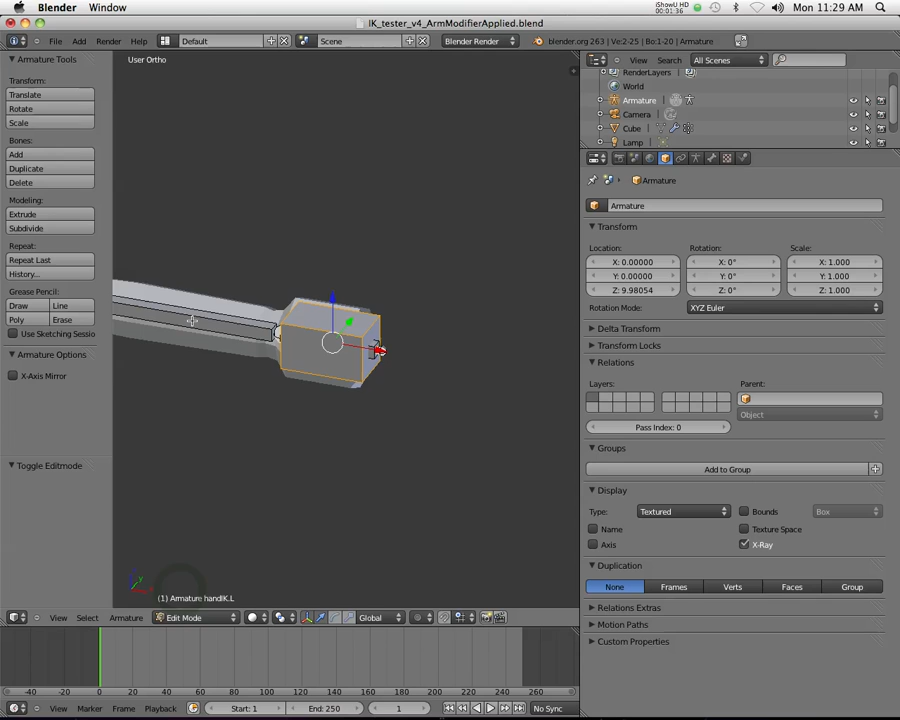 Blender Window
iShowU HD
00:01:36
Mon 11:29 AM
IK_tester_v4_ArmModifierApplied.blend
File Add Render Help
Default
Scene
Blender Render
blender.org 263 | Ve:2-25 | Bo:1-20 | Armature
Armature Tools
Transform:
Translate
Rotate
Scale
Bones:
Add
Duplicate
Delete
Modeling:
Extrude
Subdivide
Repeat:
Repeat Last
History...
Grease Pencil:
Draw Line
Poly Erase
Use Sketching Sessio
Armature Options
X-Axis Mirror
Toggle Editmode
User Ortho
(1) Armature handIK.L
View Select Armature
Edit Mode
Global
View Search
All Scenes
RenderLayers
World
Armature
Camera
Cube
Lamp
Armature
Armature
Transform
Location: Rotation: Scale:
X: 0.00000 X: 0° X: 1.000
Y: 0.00000 Y: 0° Y: 1.000
Z: 9.98054 Z: 0° Z: 1.000
Rotation Mode: XYZ Euler
Delta Transform
Transform Locks
Relations
Layers: Parent:
Object
Pass Index: 0
Groups
Add to Group
Display
Type: Textured
Bounds Box
Name
Texture Space
Axis
X-Ray
Duplication
None Frames Verts Faces Group
Relations Extras
Motion Paths
Custom Properties
-40 -20 0 20 40 60 80 100 120 140 160 180 200 220 240 260
View Marker Frame Playback
Start: 1
End: 250
1
No Sync